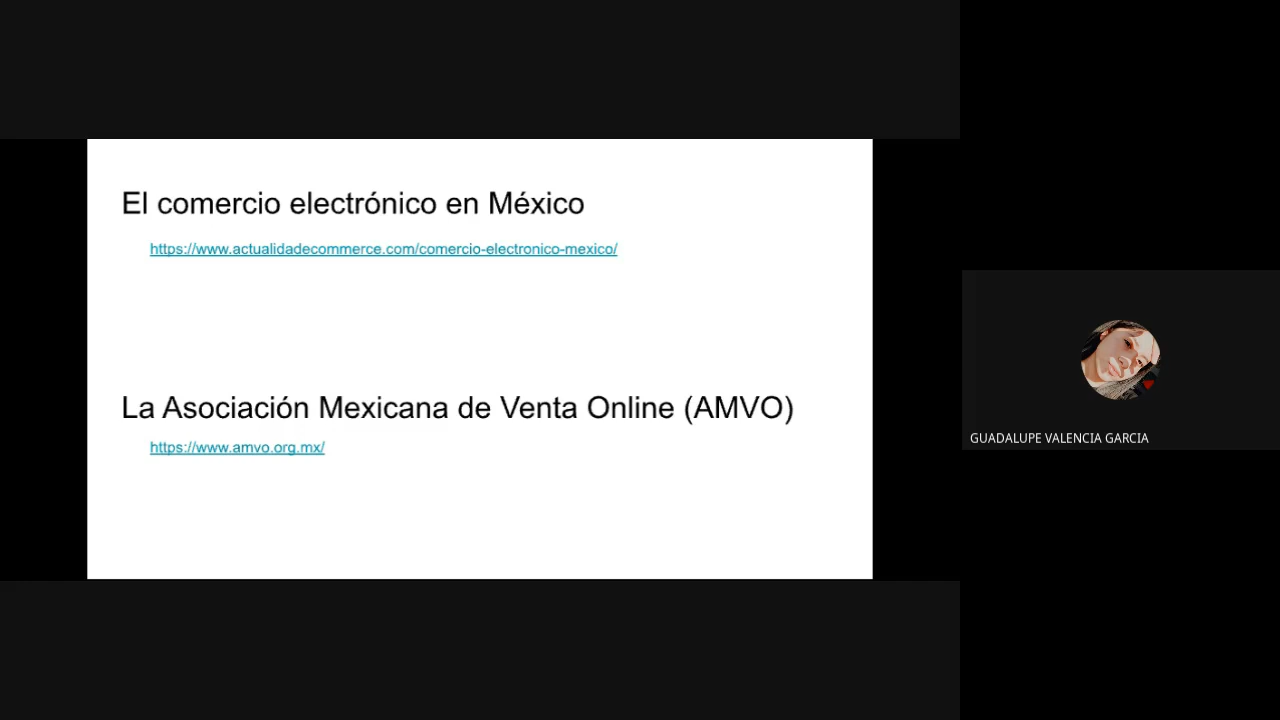 El comercio electrónico en México
https://www.actualidadecommerce.com/comercio-electronico-mexico/
La Asociación Mexicana de Venta Online (AMVO)
https://www.amvo.org.mx/
GUADALUPE VALENCIA GARCIA